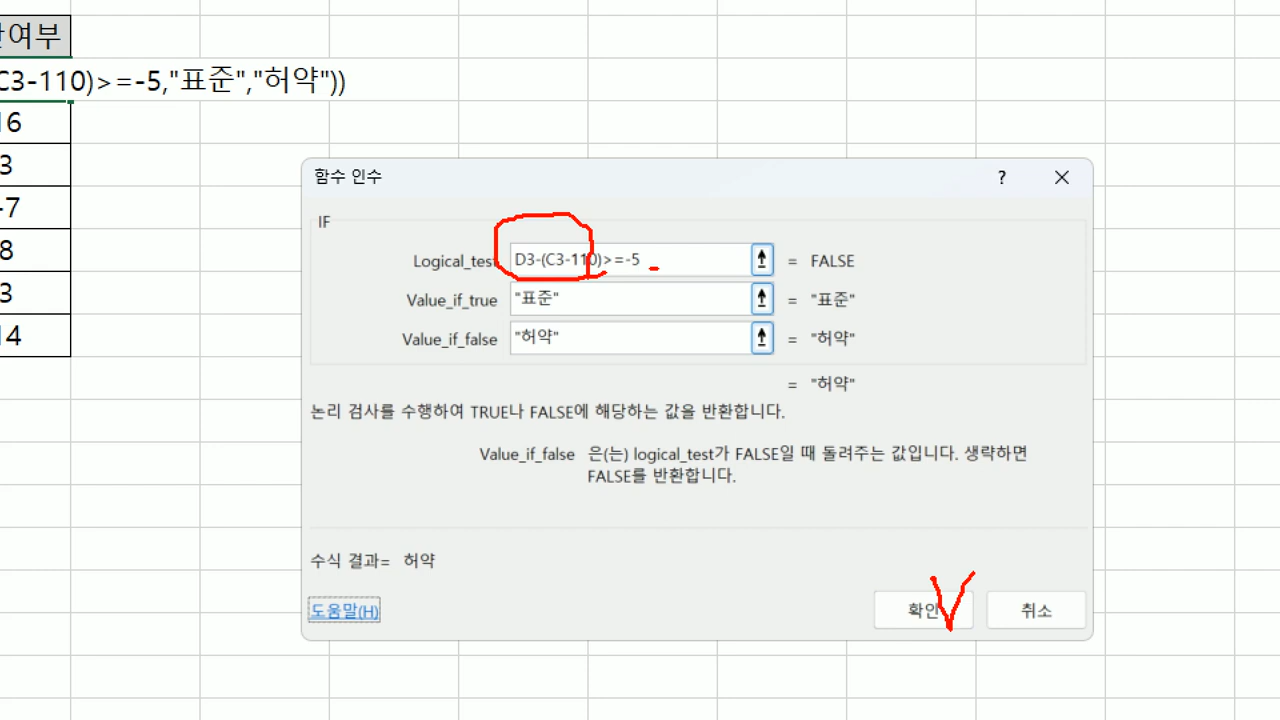 여부
C3-110)>=-5,"표준","허약"))
16
3
-7
8
3
14
함수 인수
?
IF
Logical_test D3-(C3-110)>=-5 = FALSE
Value_if_true "표준" = "표준"
Value_if_false "허약" = "허약"
= "허약"
논리 검사를 수행하여 TRUE나 FALSE에 해당하는 값을 반환합니다.
Value_if_false 은(는) logical_test가 FALSE일 때 돌려주는 값입니다. 생략하면
FALSE를 반환합니다.
수식 결과= 허약
도움말(H)
확인
취소